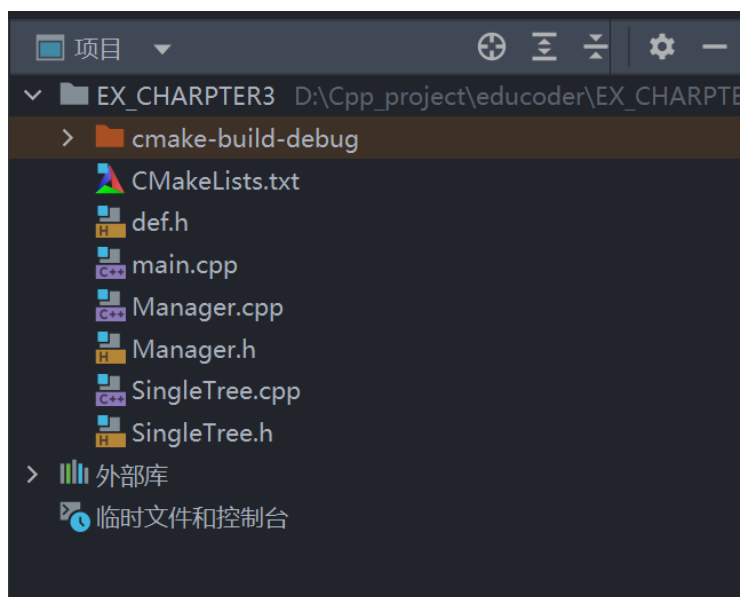 项目
EX_CHARPTER3 D:\Cpp_project\educoder\EX_CHARPTE
cmake-build-debug
CMakeLists.txt
def.h
main.cpp
Manager.cpp
Manager.h
SingleTree.cpp
SingleTree.h
外部库
临时文件和控制台